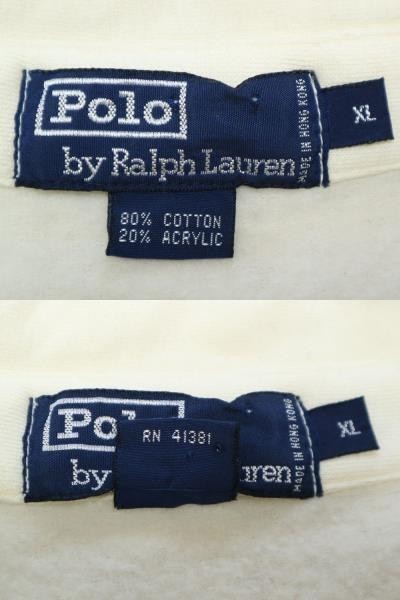 Polo
by Ralph Lauren
MADE IN HONG KONG
XL
80% COTTON
20% ACRYLIC
Po
by
uren
RN 41381
MADE IN HONG KONG
XL